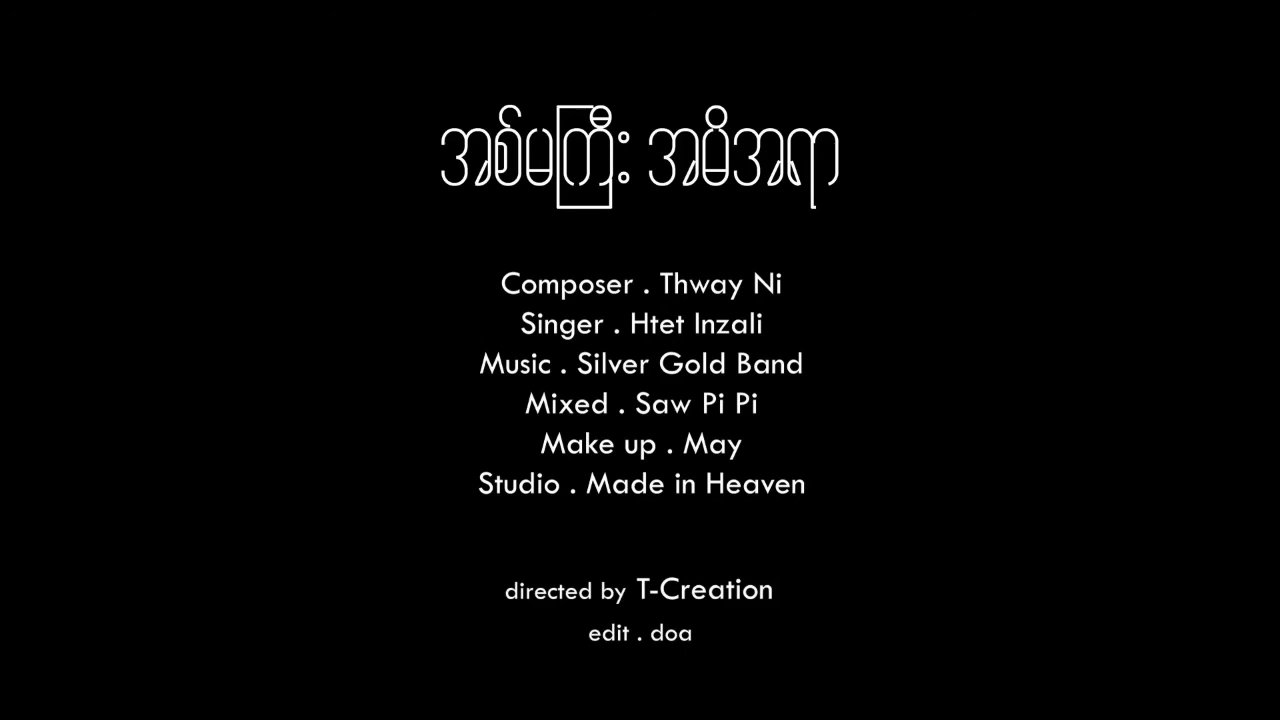 အစ်မကြီး အမိအရာ
Composer . Thway Ni
Singer . Htet Inzali
Music . Silver Gold Band
Mixed . Saw Pi Pi
Make up . May
Studio . Made in Heaven
directed by T-Creation
edit . doa